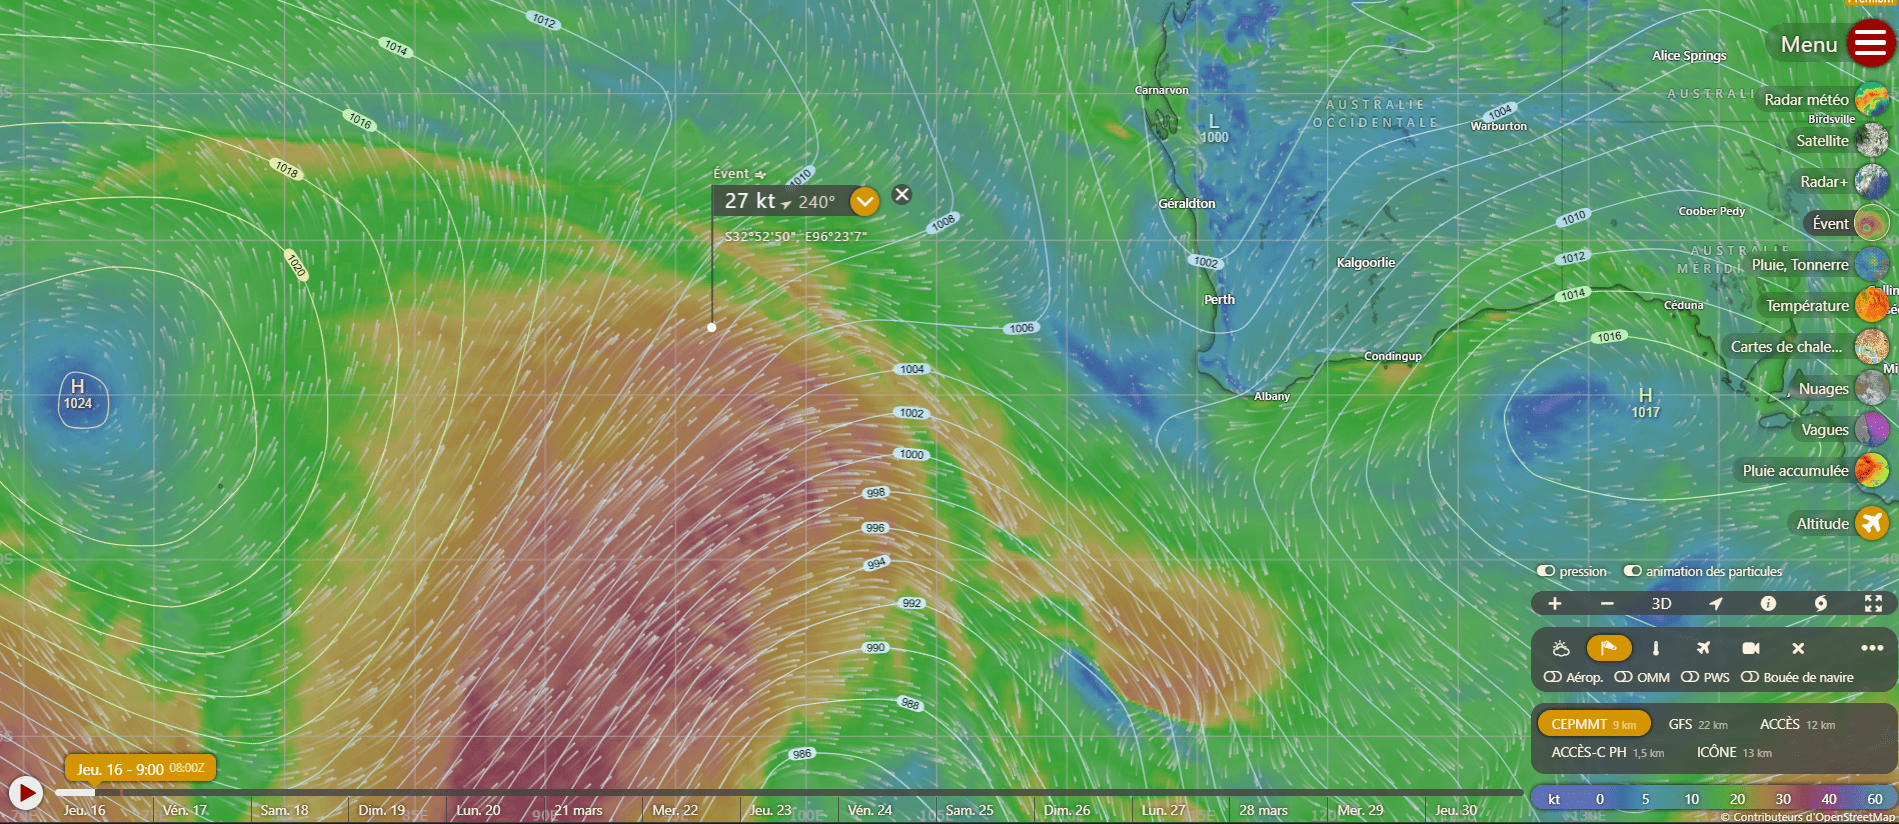 Premium
Menu
Radar météo
Satellite
Radar+
Évent
Pluie, Tonnerre
Température
Cartes de chale...
Nuages
Vagues
Pluie accumulée
Altitude
Évent
27 kt 240°
S32°52'50", E96°23'7"
1012
1014
1016
1018
1020
1010
1008
1006
1004
1002
1000
998
996
994
992
990
988
986
H
1024
L
1000
1002
1004
1010
1012
1014
1016
H
1017
Carnarvon
Géraldton
Perth
Albany
Kalgoorlie
Condingup
AUSTRALIE
OCCIDENTALE
Warburton
Alice Springs
AUSTRALI
Birdsville
Coober Pedy
AUSTRALIE
MÉRIDI
Céduna
pression
animation des particules
+ − 3D
Aérop. OMM PWS Bouée de navire
CEPMMT 9 km GFS 22 km ACCÈS 12 km
ACCÈS-C PH 1,5 km ICÔNE 13 km
kt 0 5 10 20 30 40 60
© Contributeurs d'OpenStreetMap
Jeu. 16 - 9:00 08:00Z
Jeu. 16 Vén. 17 Sam. 18 Dim. 19 Lun. 20 21 mars Mer. 22 Jeu. 23 Vén. 24 Sam. 25 Dim. 26 Lun. 27 28 mars Mer. 29 Jeu. 30